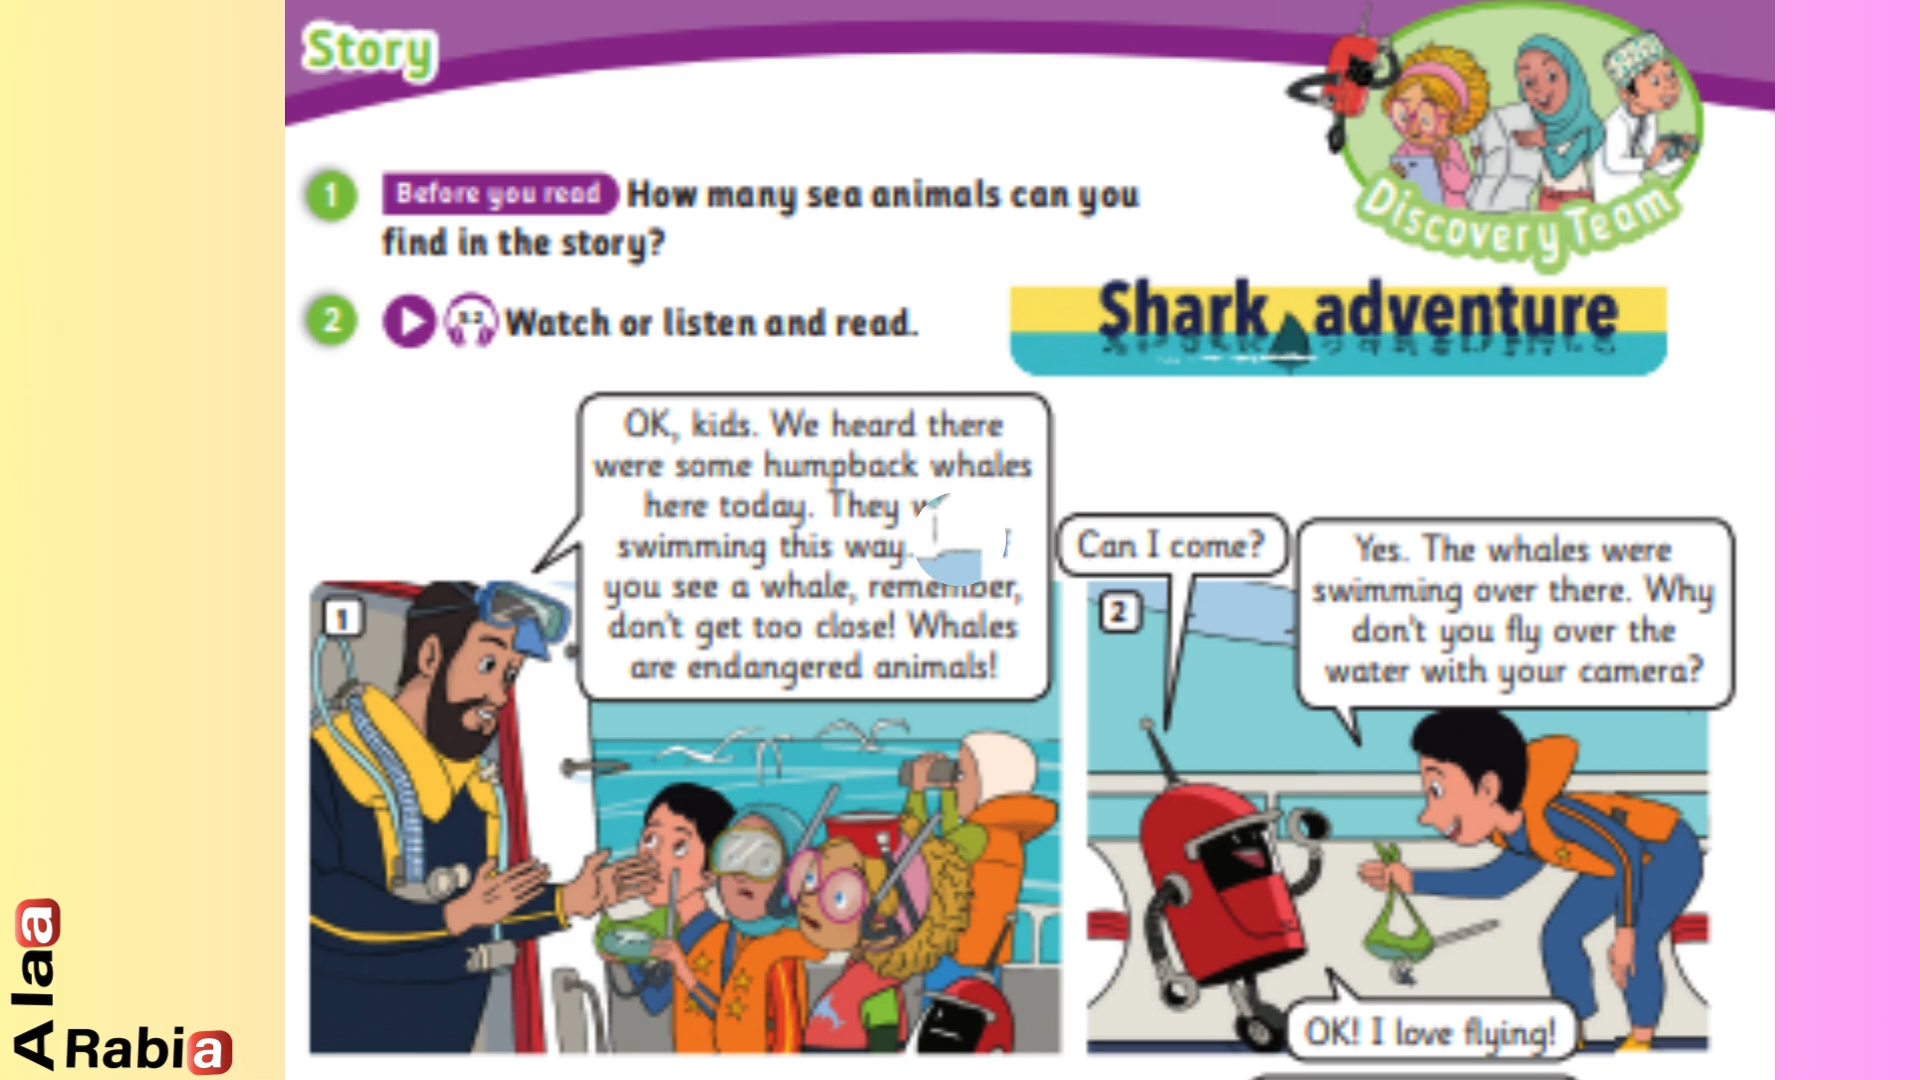 Story
Discovery Team
1 Before you read How many sea animals can you
find in the story?
2 5.2 Watch or listen and read.
Shark adventure
OK, kids. We heard there
were some humpback whales
here today. They
swimming this way.
you see a whale, remember,
don't get too close! Whales
are endangered animals!
1
Can I come?
Yes. The whales were
swimming over there. Why
don't you fly over the
water with your camera?
2
OK! I love flying!
Alaa
Rabia